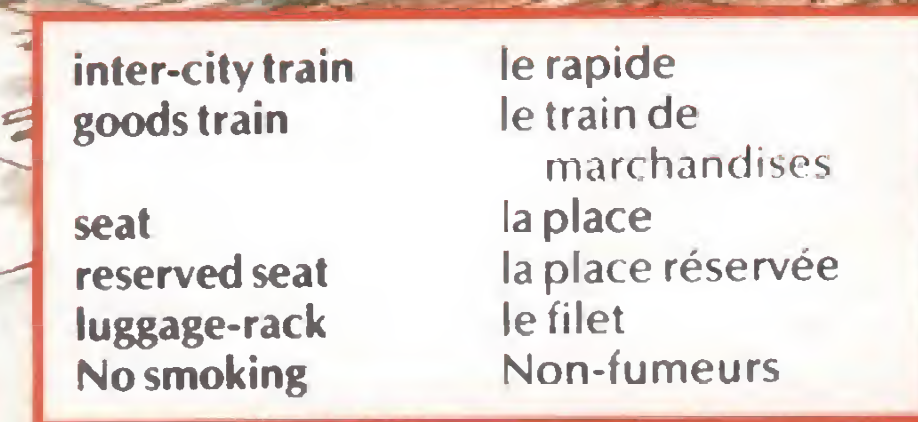 inter-city train le rapide
goods train le train de
marchandises
seat la place
reserved seat la place réservée
luggage-rack le filet
No smoking Non-fumeurs